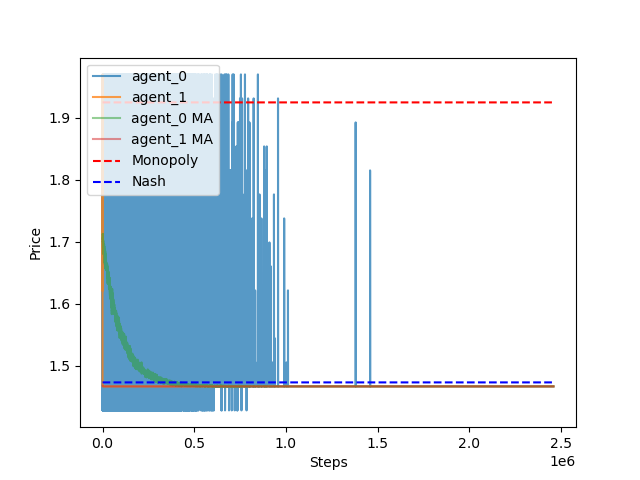 agent_0
agent_1
agent_0 MA
agent_1 MA
Monopoly
Nash
1.9
1.8
1.7
1.6
1.5
Price
0.0 0.5 1.0 1.5 2.0 2.5
1e6
Steps